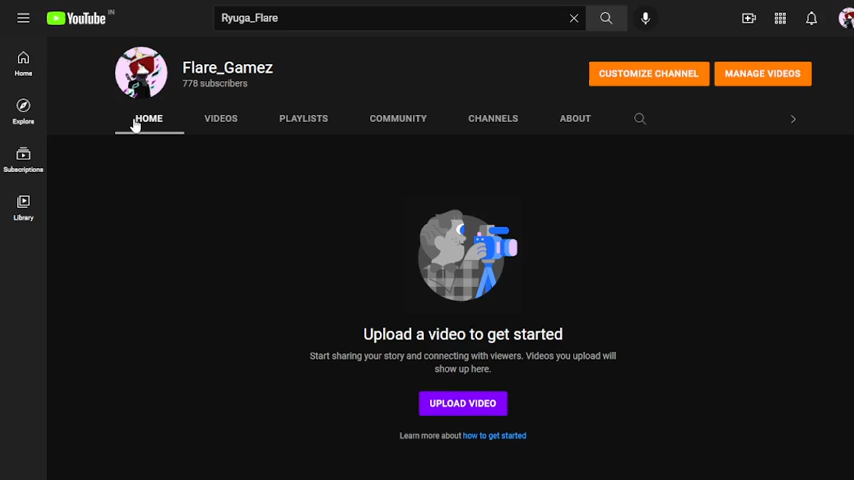 YouTube IN
Ryuga_Flare
Home
Explore
Subscriptions
Library
Flare_Gamez
778 subscribers
CUSTOMIZE CHANNEL
MANAGE VIDEOS
HOME VIDEOS PLAYLISTS COMMUNITY CHANNELS ABOUT
Upload a video to get started
Start sharing your story and connecting with viewers. Videos you upload will
show up here.
UPLOAD VIDEO
Learn more about how to get started